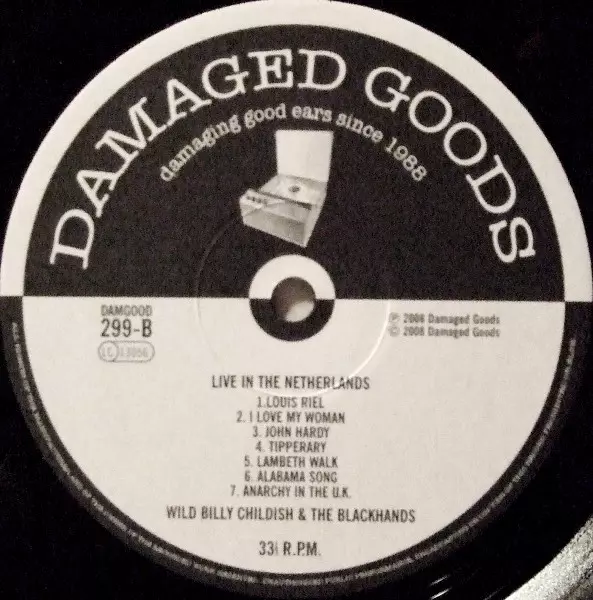 DAMAGED GOODS
damaging good ears since 1988
DAMGOOD
299-B
LC 13056
℗ 2008 Damaged Goods
© 2008 Damaged Goods
LIVE IN THE NETHERLANDS
1.LOUIS RIEL
2. I LOVE MY WOMAN
3. JOHN HARDY
4. TIPPERARY
5. LAMBETH WALK
6. ALABAMA SONG
7. ANARCHY IN THE U.K.
WILD BILLY CHILDISH & THE BLACKHANDS
33⅓ R.P.M.